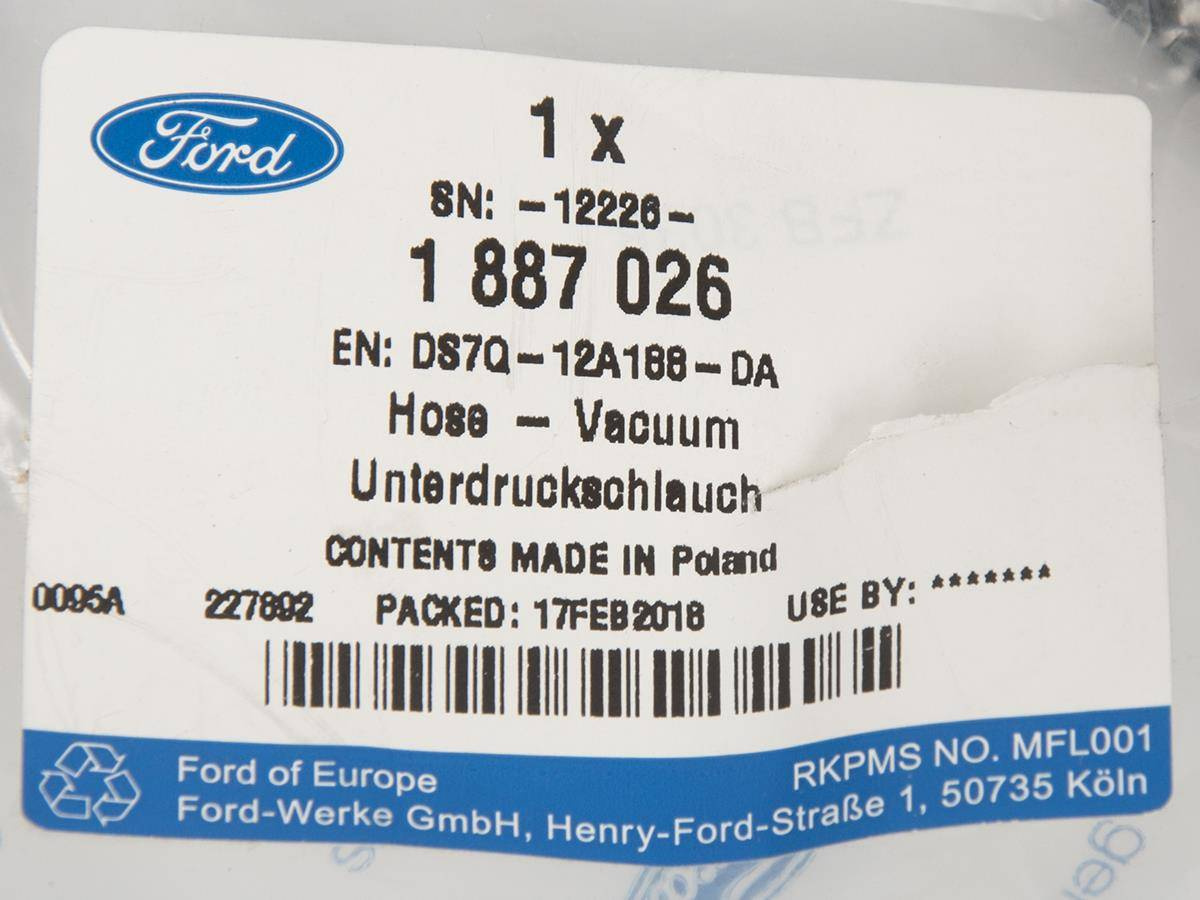 Ford
1 x
SN: -12226-
1 887 026
EN: DS7Q-12A188-DA
Hose - Vacuum
Unterdruckschlauch
CONTENTS MADE IN Poland
0095A 227892 PACKED: 17FEB2016 USE BY: *******
RKPMS NO. MFL001
Ford of Europe
Ford-Werke GmbH, Henry-Ford-Straße 1, 50735 Köln
ge